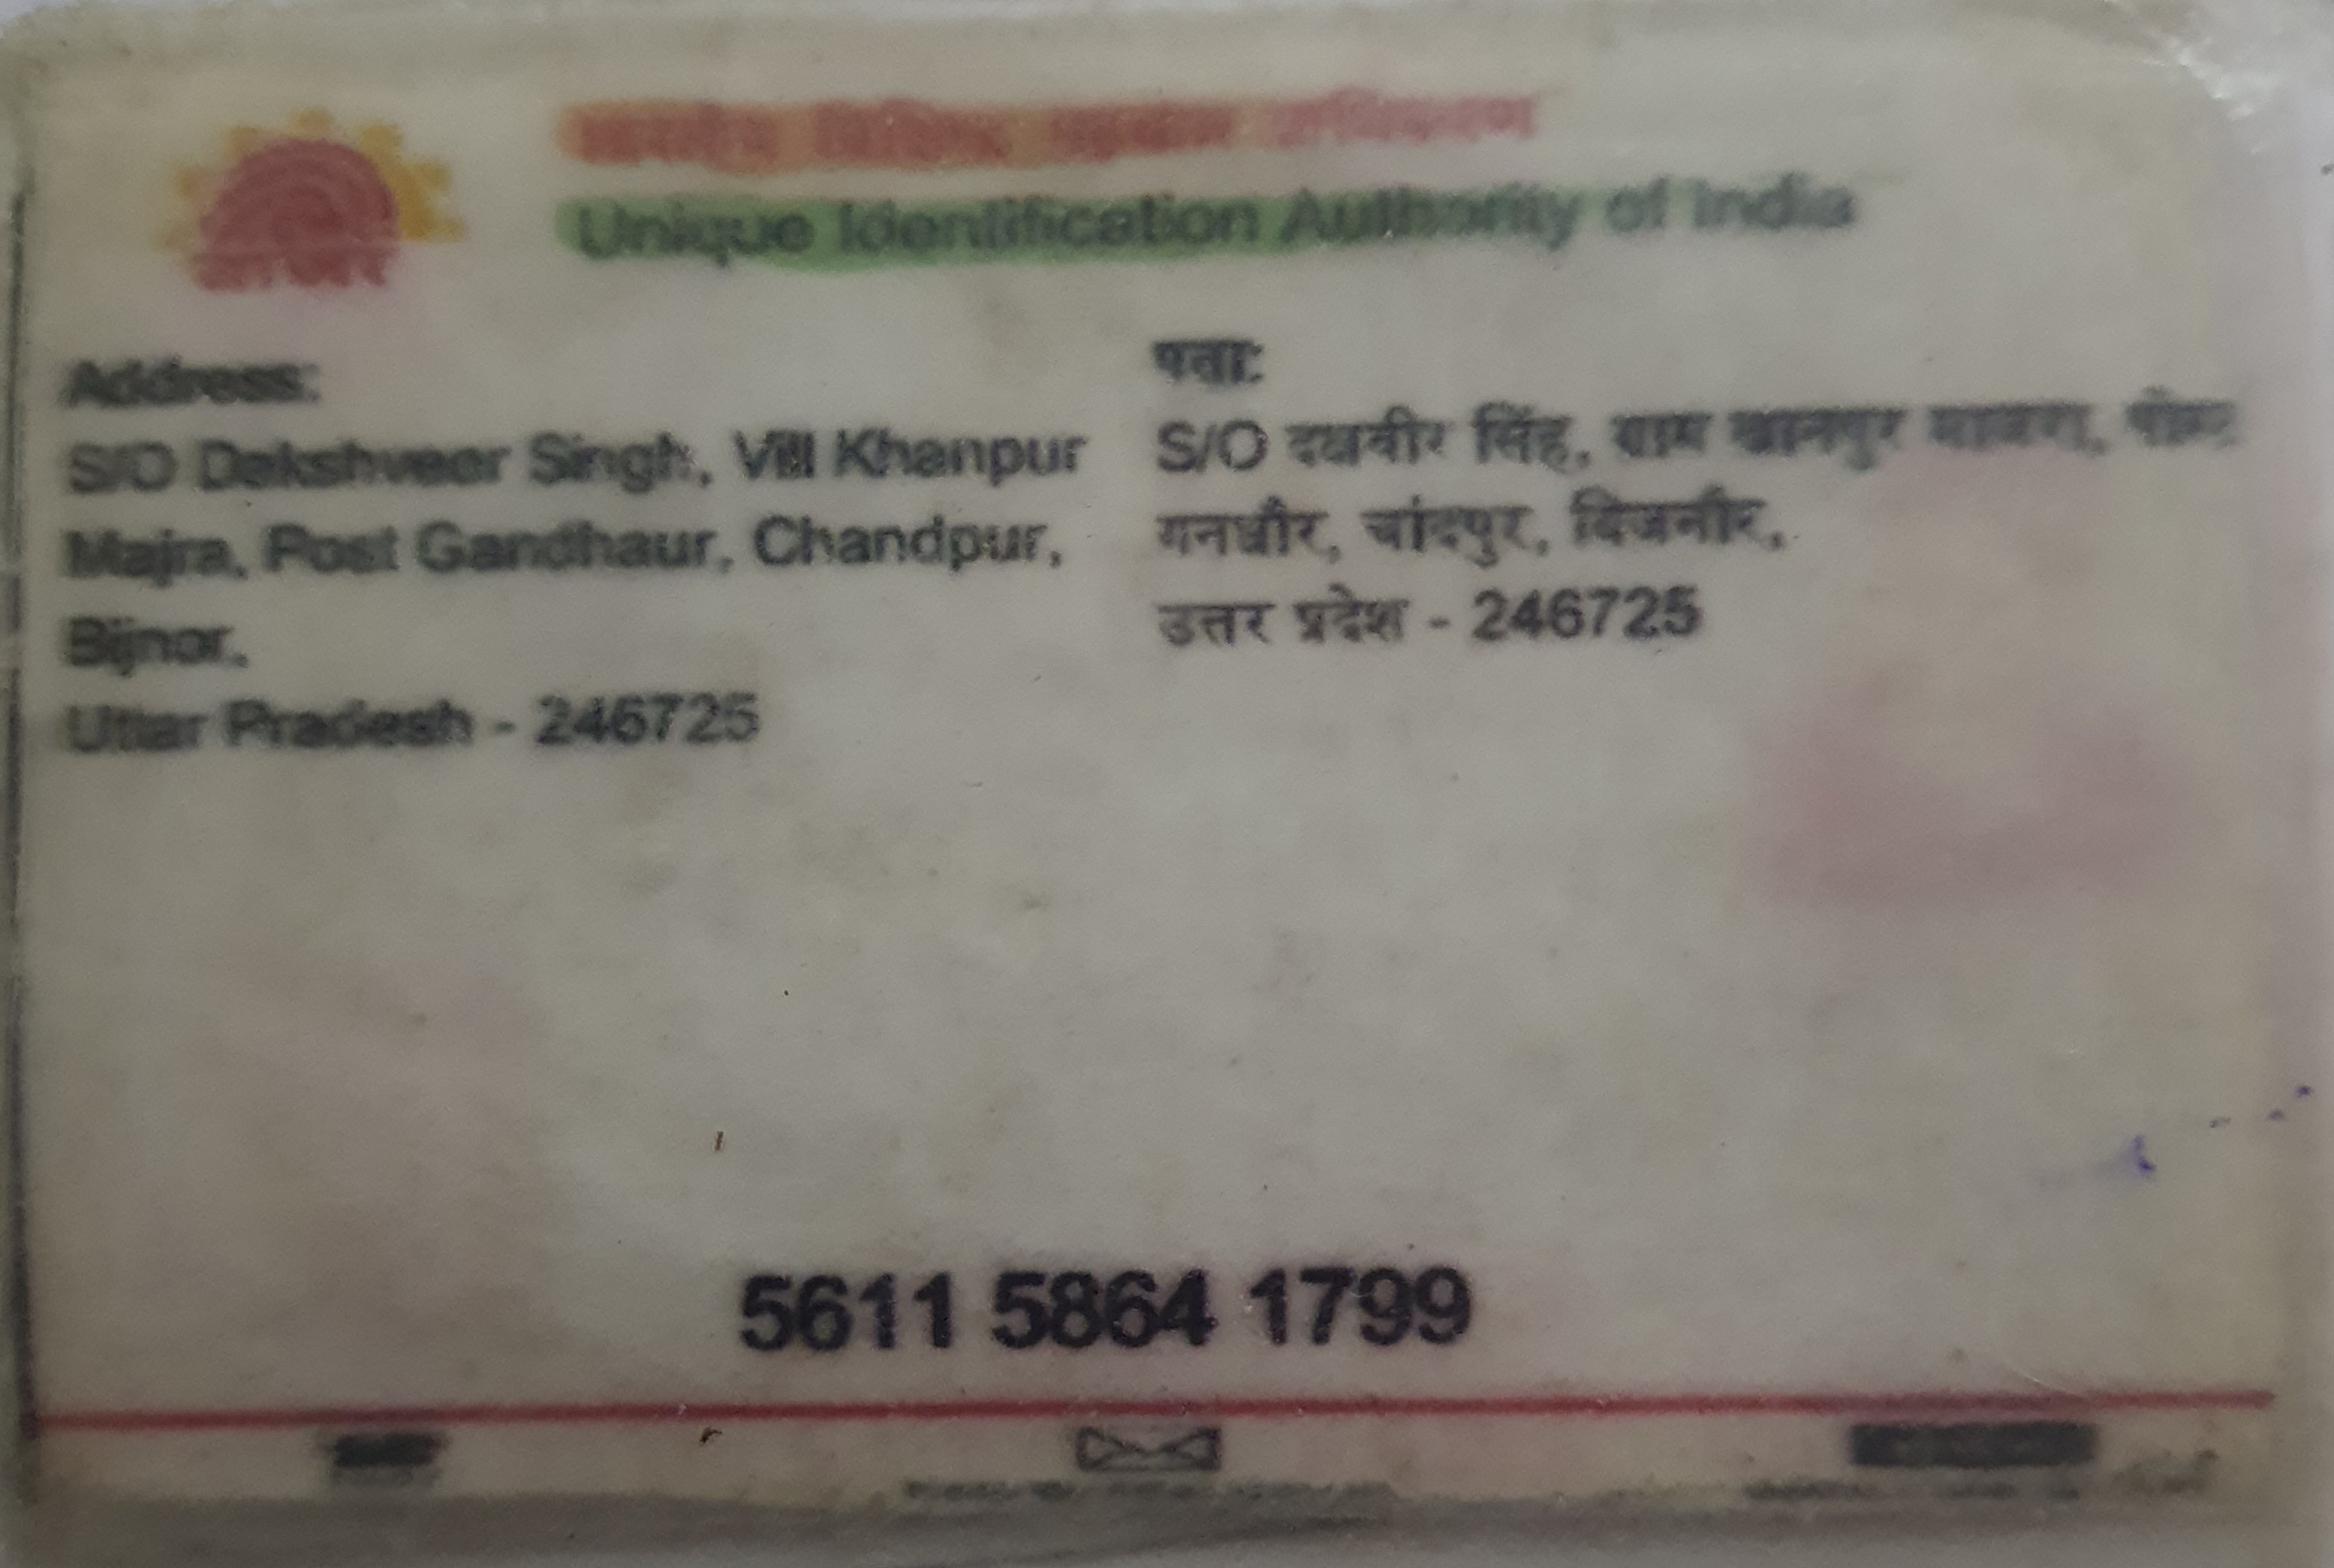 भारतीय विशिष्ट पहचान प्राधिकरण
Unique Identification Authority of India
Address:
S/O Dakshveer Singh, Vill Khanpur
Majra, Post Gandhaur, Chandpur,
Bijnor,
Uttar Pradesh - 246725
पता:
S/O दक्षवीर सिंह, ग्राम खानपुर माजरा, पोस्ट
गनधौर, चांदपुर, बिजनौर,
उत्तर प्रदेश - 246725
5611 5864 1799